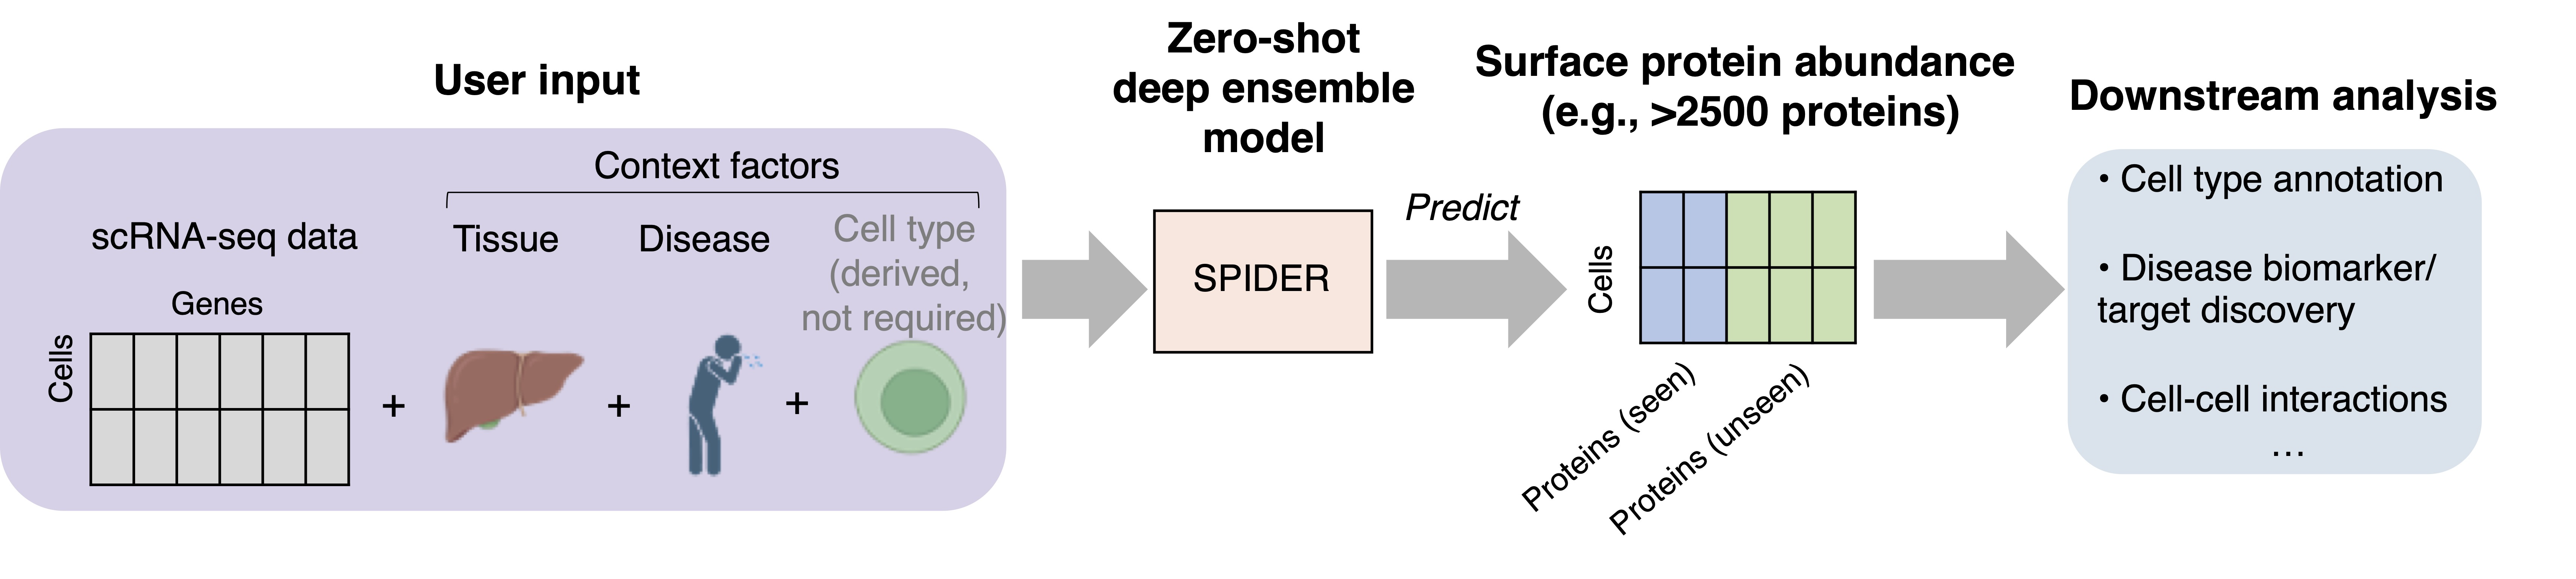 User input
Context factors
scRNA-seq data
Tissue
Disease
Cell type
(derived,
not required)
Genes
Cells
+
+
+
Zero-shot
deep ensemble
model
SPIDER
Predict
Surface protein abundance
(e.g., >2500 proteins)
Cells
Proteins (seen)
Proteins (unseen)
Downstream analysis
• Cell type annotation
• Disease biomarker/
target discovery
• Cell-cell interactions
...